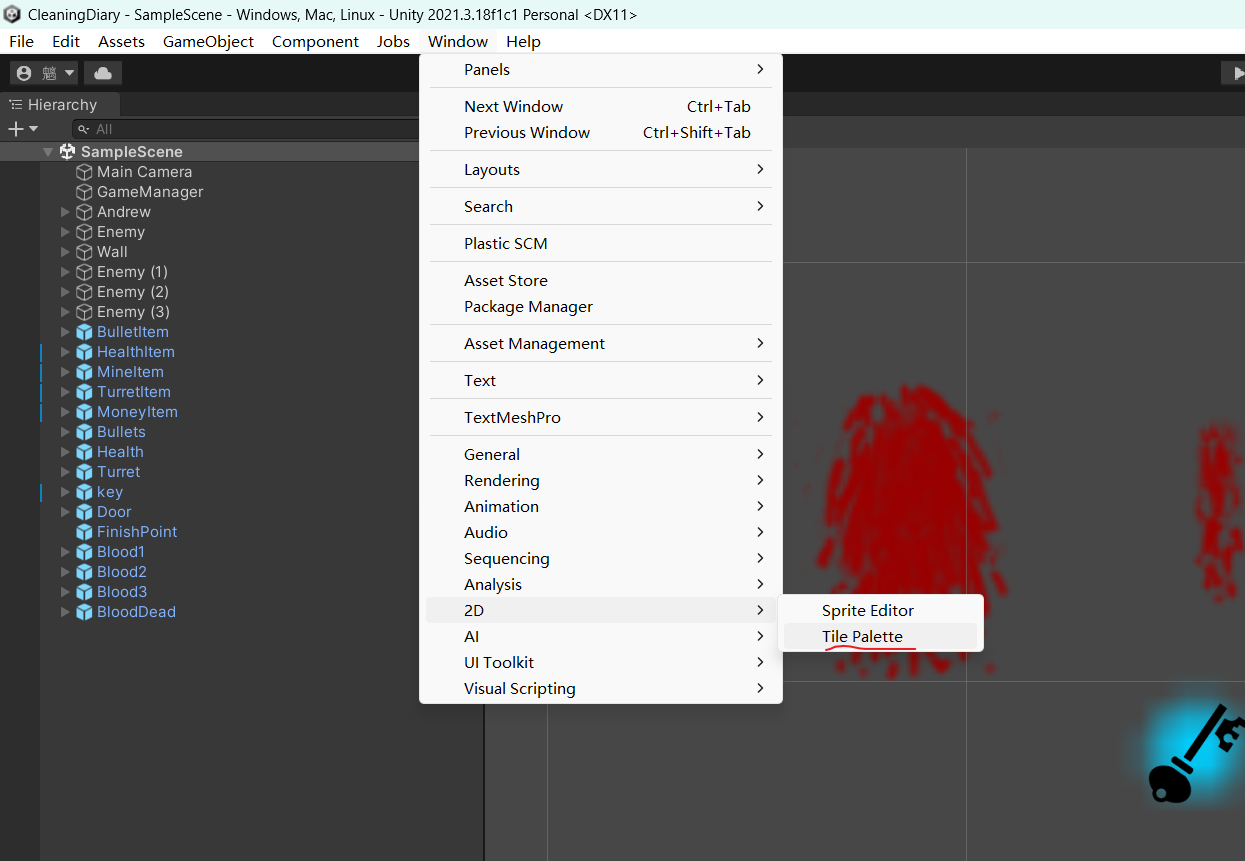 CleaningDiary - SampleScene - Windows, Mac, Linux - Unity 2021.3.18f1c1 Personal <DX11>
File Edit Assets GameObject Component Jobs Window Help
魑
Hierarchy
All
SampleScene
Main Camera
GameManager
Andrew
Enemy
Wall
Enemy (1)
Enemy (2)
Enemy (3)
BulletItem
HealthItem
MineItem
TurretItem
MoneyItem
Bullets
Health
Turret
key
Door
FinishPoint
Blood1
Blood2
Blood3
BloodDead
Panels
Next Window Ctrl+Tab
Previous Window Ctrl+Shift+Tab
Layouts
Search
Plastic SCM
Asset Store
Package Manager
Asset Management
Text
TextMeshPro
General
Rendering
Animation
Audio
Sequencing
Analysis
2D
AI
UI Toolkit
Visual Scripting
Sprite Editor
Tile Palette